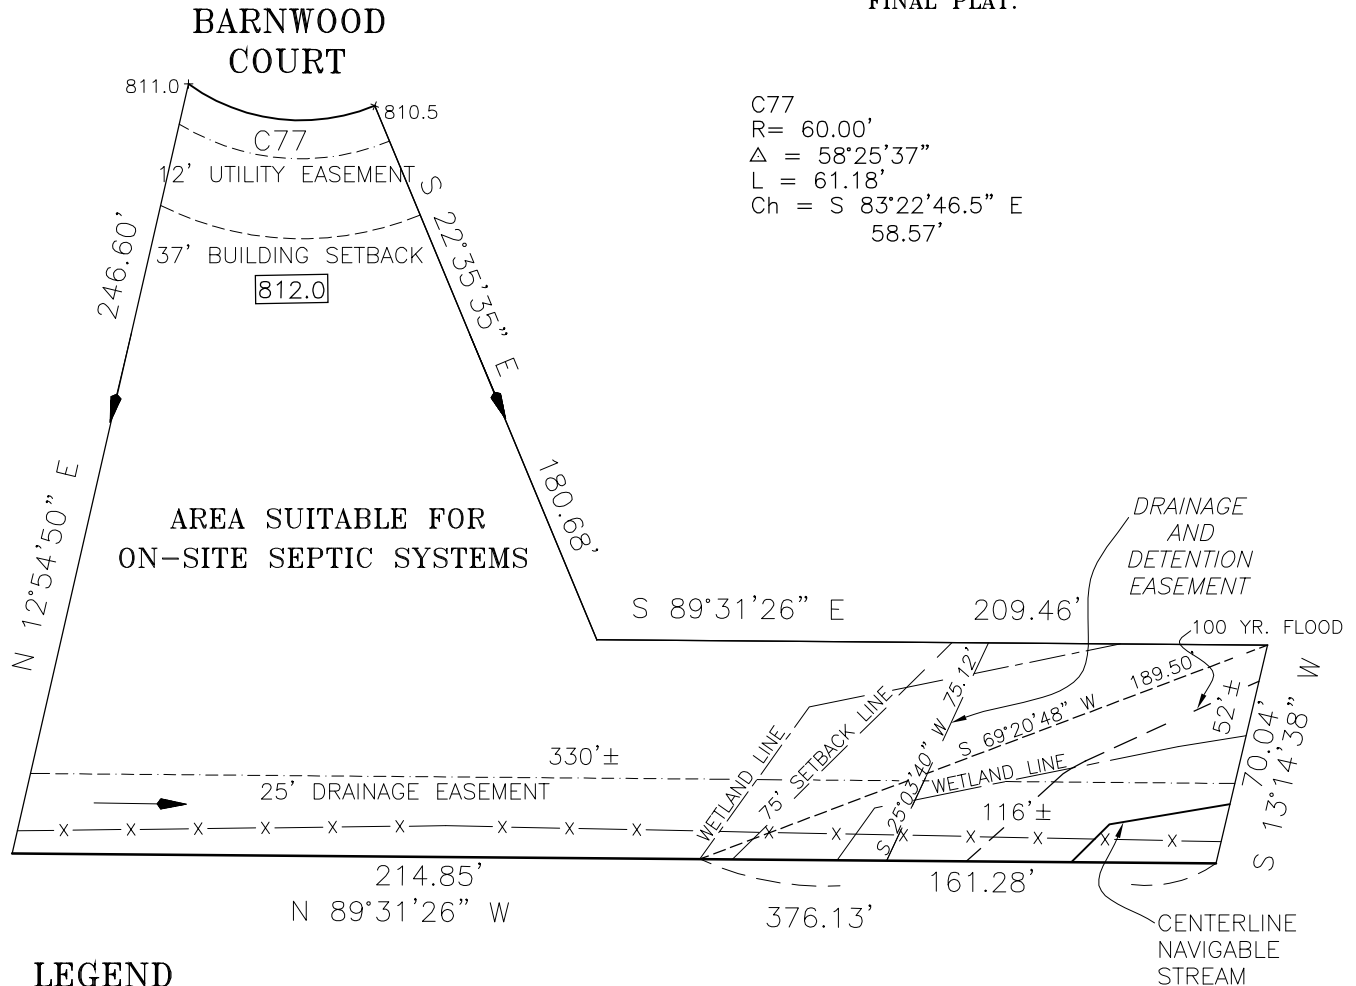 FINAL PLAT.
BARNWOOD
COURT
811.0
810.5
C77
12' UTILITY EASEMENT
37' BUILDING SETBACK
812.0
C77
R= 60.00'
△ = 58°25'37"
L = 61.18'
Ch = S 83°22'46.5" E
58.57'
246.60'
N 12°54'50" E
S 22°35'35" E
180.68'
AREA SUITABLE FOR
ON-SITE SEPTIC SYSTEMS
DRAINAGE
AND
DETENTION
EASEMENT
S 89°31'26" E
209.46'
100 YR. FLOOD
189.50'
S 69°20'48" W
S 25°03'40" W 75.12'
WETLAND LINE
75' SETBACK LINE
WETLAND LINE
52'±
70.04'
S 13°14'38" W
330'±
25' DRAINAGE EASEMENT
116'±
X X X X X X X X X X X X X X X X X
214.85'
N 89°31'26" W
161.28'
376.13'
CENTERLINE
NAVIGABLE
STREAM
LEGEND